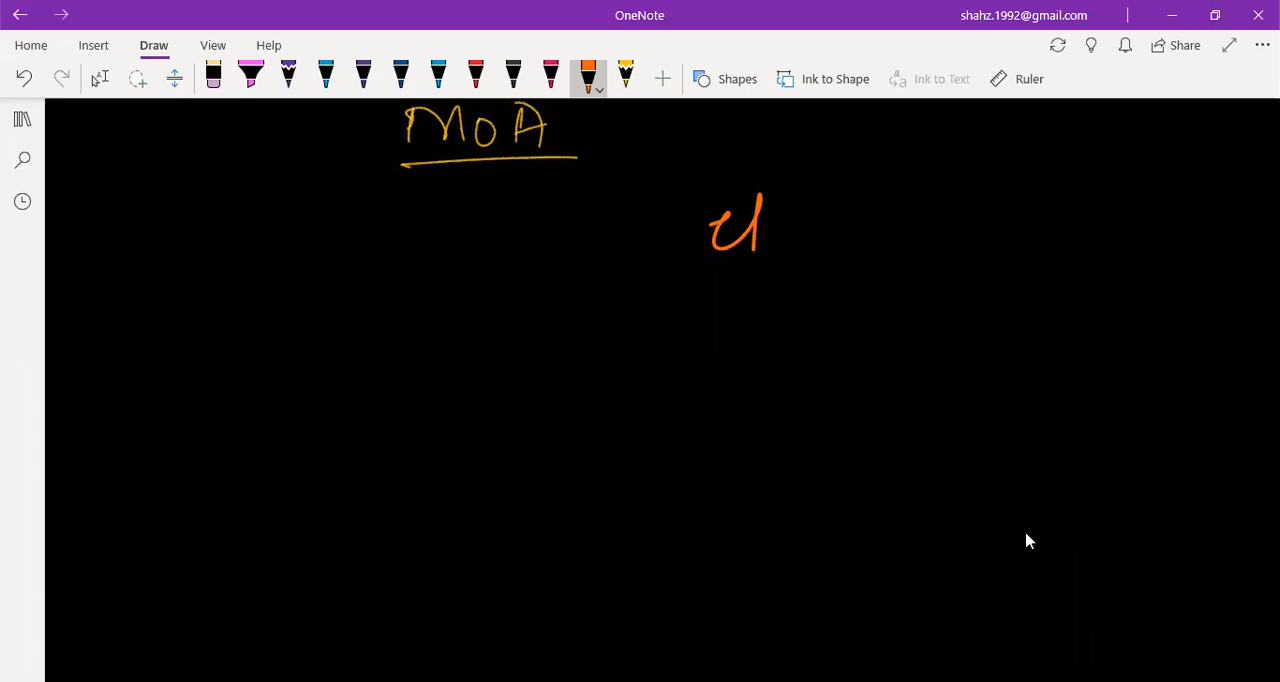 OneNote
shahz.1992@gmail.com
Home Insert Draw View Help
Share
Shapes Ink to Shape Ink to Text Ruler
MOA